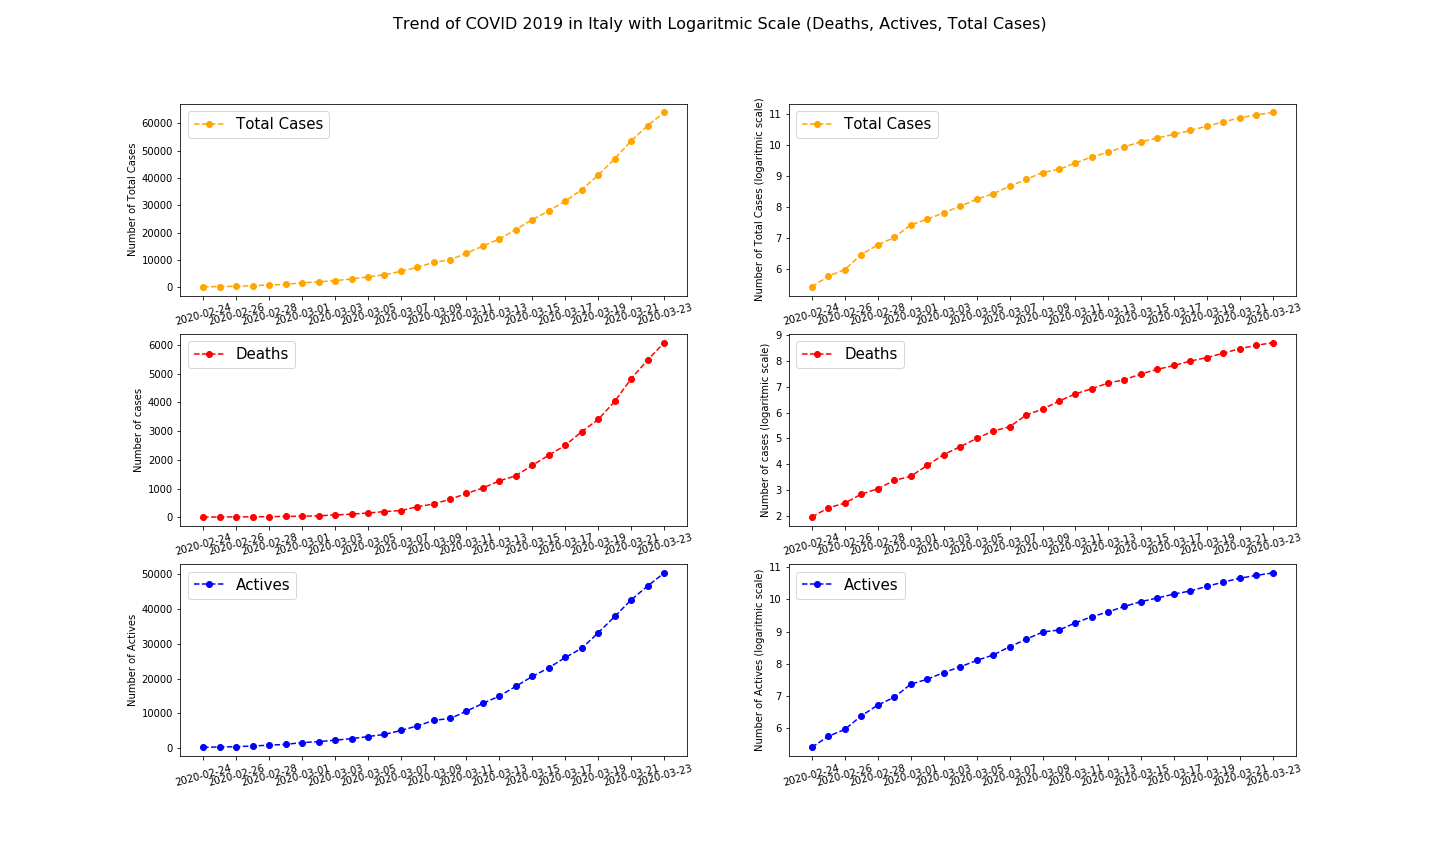 Trend of COVID 2019 in Italy with Logaritmic Scale (Deaths, Actives, Total Cases)
Total Cases
Number of Total Cases
60000
50000
40000
30000
20000
10000
0
2020-02-24 2020-02-26 2020-02-28 2020-03-01 2020-03-03 2020-03-05 2020-03-07 2020-03-09 2020-03-11 2020-03-13 2020-03-15 2020-03-17 2020-03-19 2020-03-21 2020-03-23
Total Cases
Number of Total Cases (logaritmic scale)
11
10
9
8
7
6
2020-02-24 2020-02-26 2020-02-28 2020-03-01 2020-03-03 2020-03-05 2020-03-07 2020-03-09 2020-03-11 2020-03-13 2020-03-15 2020-03-17 2020-03-19 2020-03-21 2020-03-23
Deaths
Number of cases
6000
5000
4000
3000
2000
1000
0
2020-02-24 2020-02-26 2020-02-28 2020-03-01 2020-03-03 2020-03-05 2020-03-07 2020-03-09 2020-03-11 2020-03-13 2020-03-15 2020-03-17 2020-03-19 2020-03-21 2020-03-23
Deaths
Number of cases (logaritmic scale)
9
8
7
6
5
4
3
2
2020-02-24 2020-02-26 2020-02-28 2020-03-01 2020-03-03 2020-03-05 2020-03-07 2020-03-09 2020-03-11 2020-03-13 2020-03-15 2020-03-17 2020-03-19 2020-03-21 2020-03-23
Actives
Number of Actives
50000
40000
30000
20000
10000
0
2020-02-24 2020-02-26 2020-02-28 2020-03-01 2020-03-03 2020-03-05 2020-03-07 2020-03-09 2020-03-11 2020-03-13 2020-03-15 2020-03-17 2020-03-19 2020-03-21 2020-03-23
Actives
Number of Actives (logaritmic scale)
11
10
9
8
7
6
2020-02-24 2020-02-26 2020-02-28 2020-03-01 2020-03-03 2020-03-05 2020-03-07 2020-03-09 2020-03-11 2020-03-13 2020-03-15 2020-03-17 2020-03-19 2020-03-21 2020-03-23